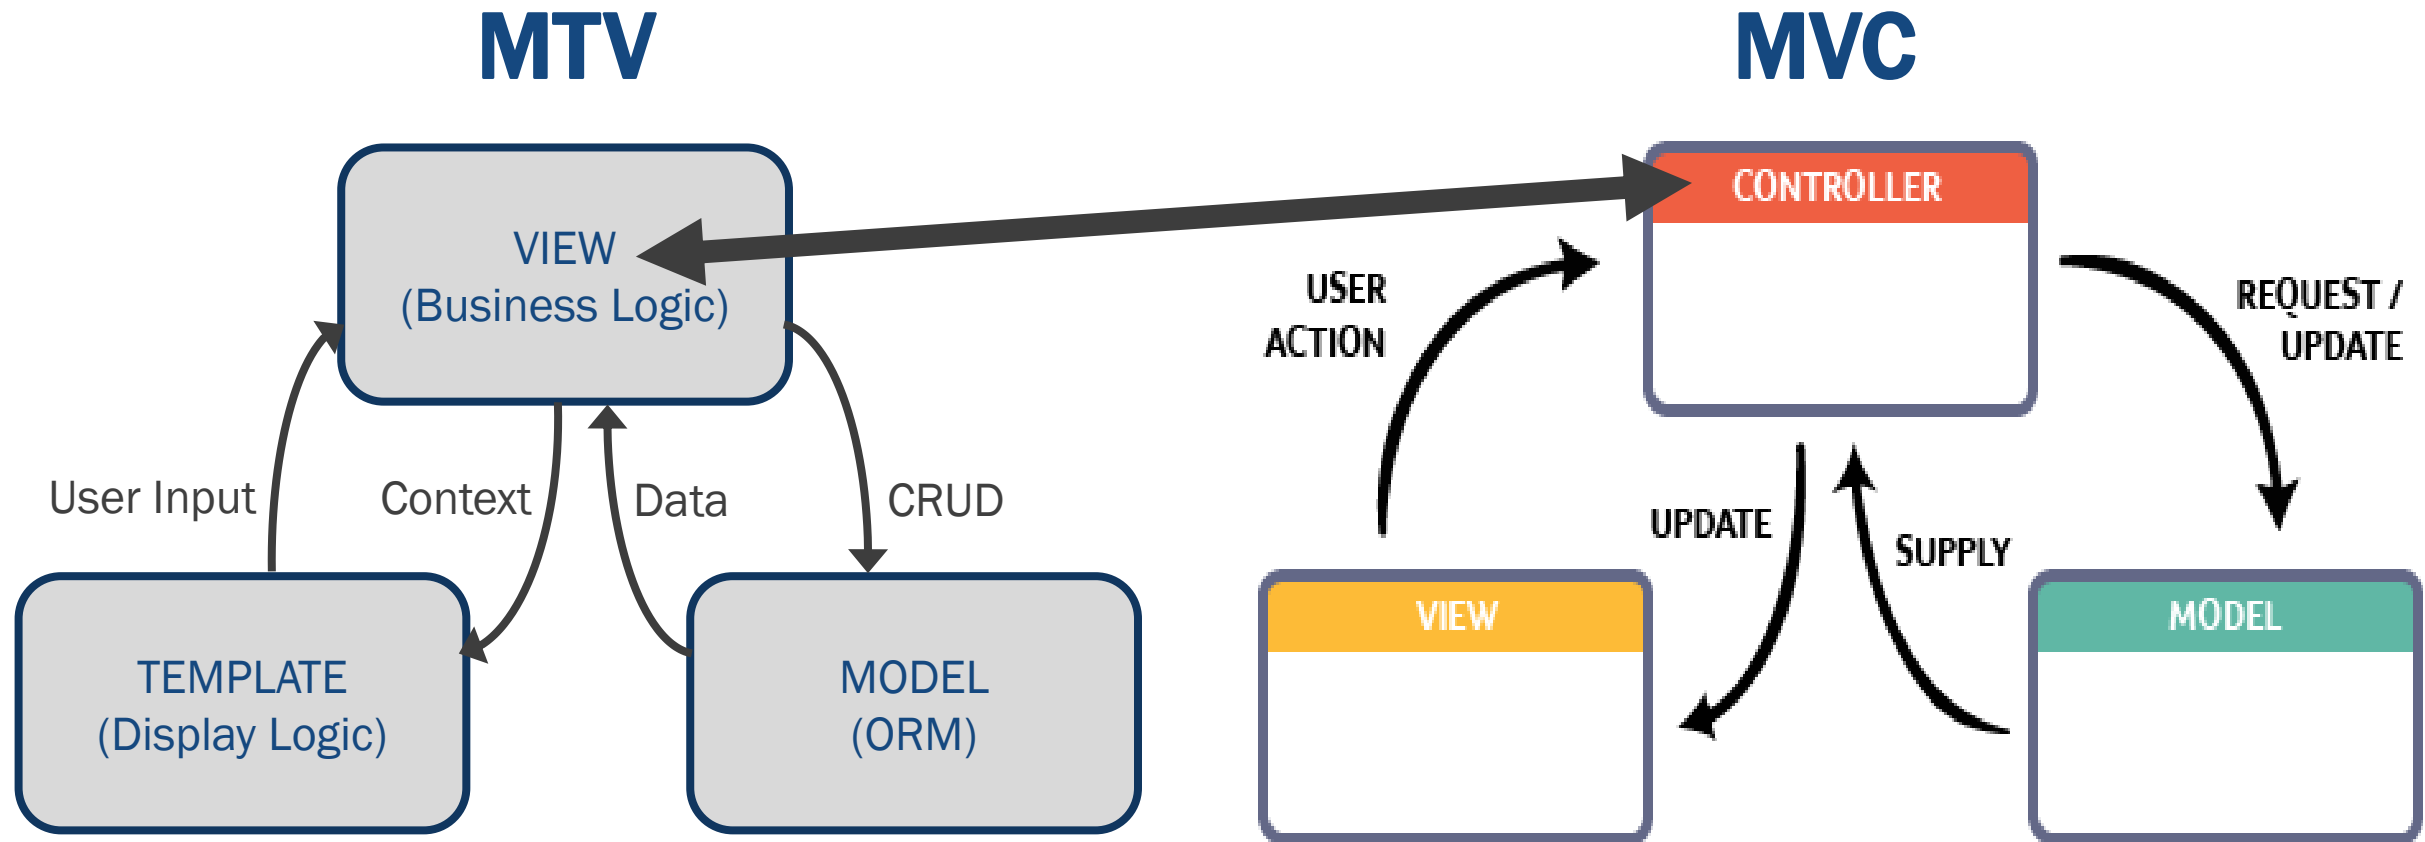 MTV
VIEW
(Business Logic)
User Input
Context
Data
CRUD
TEMPLATE
(Display Logic)
MODEL
(ORM)
MVC
CONTROLLER
USER
ACTION
REQUEST /
UPDATE
UPDATE
SUPPLY
VIEW
MODEL